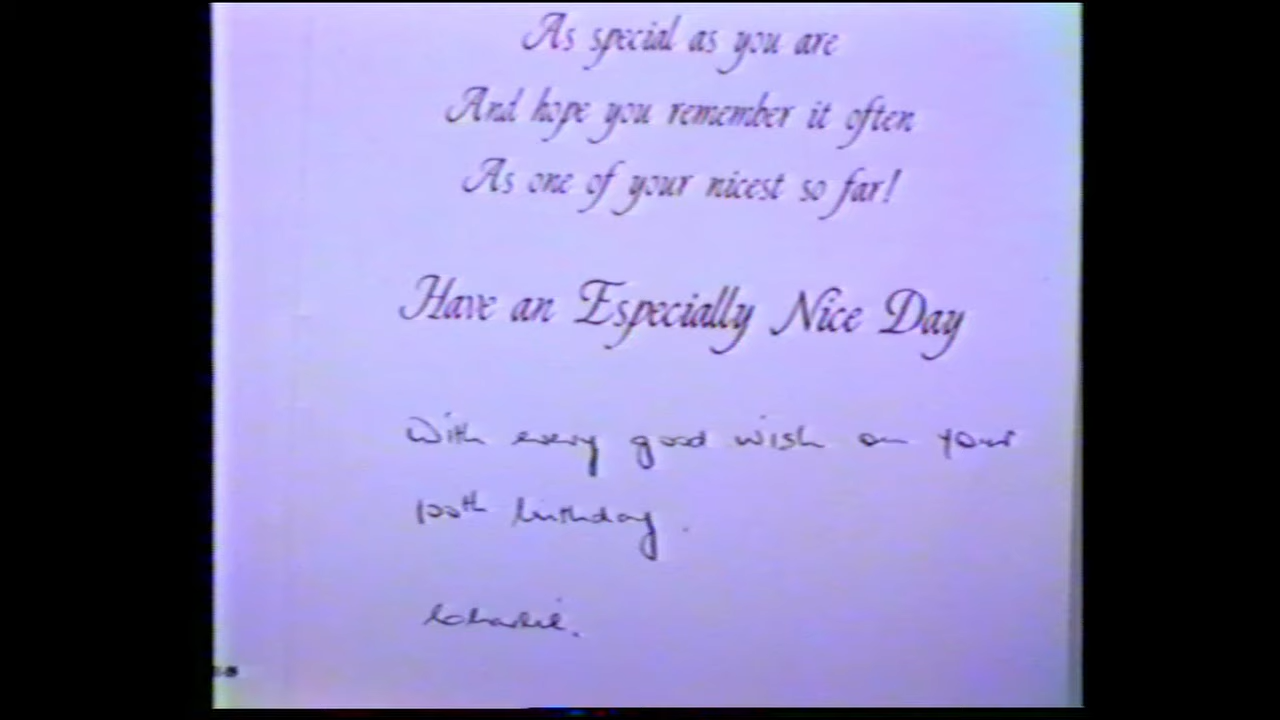 As special as you are
And hope you remember it often
As one of your nicest so far!
Have an Especially Nice Day
With every good wish on your
100th birthday.